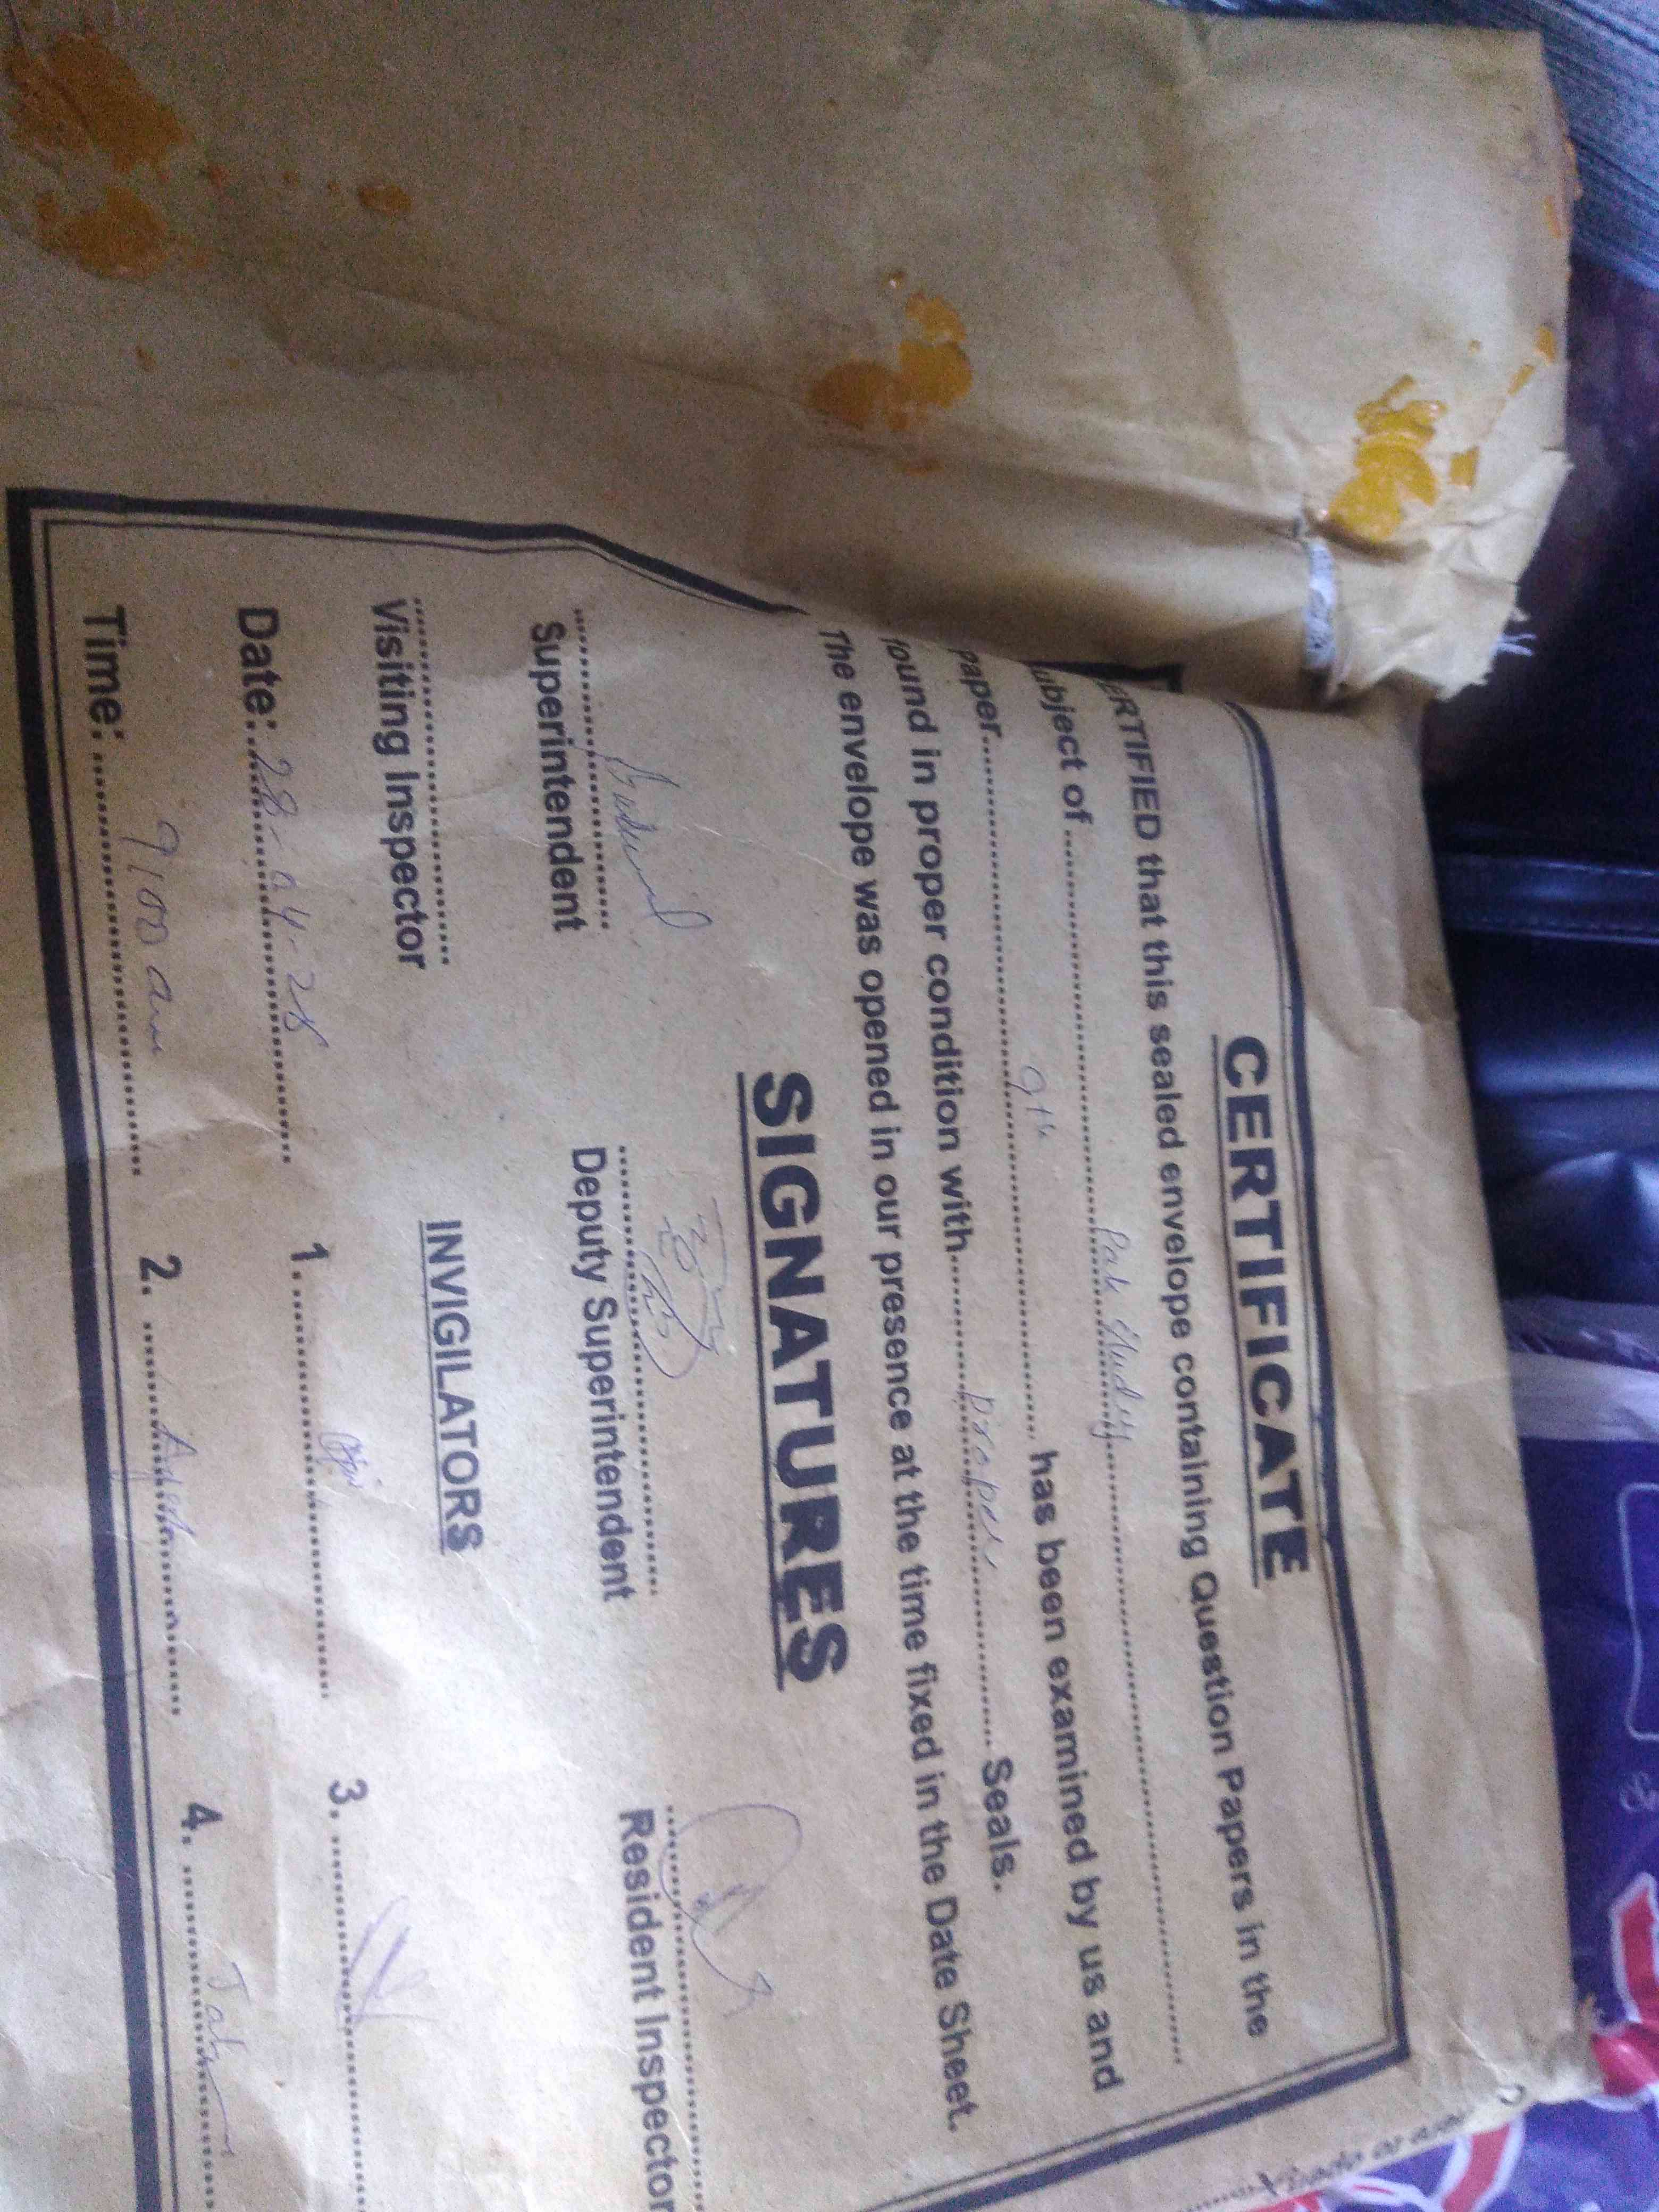 CERTIFICATE
ERTIFIED that this sealed envelope containing Question Papers in the
ubject of ............ Pak Study ............
paper ............ 9th ............ has been examined by us and
found in proper condition with ............ proper ............ Seals.
The envelope was opened in our presence at the time fixed in the Date Sheet.
SIGNATURES
Superintendent
Deputy Superintendent
Resident Inspector
Visiting Inspector
INVIGILATORS
Date: 28-04-25
1. ............
3. ............
Time: 9:00 am
2. ............
4. ............